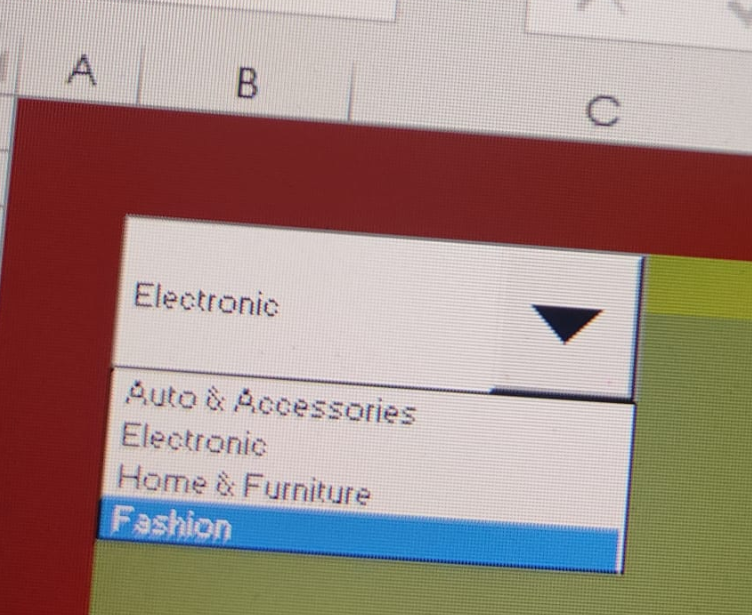 A B C
Electronic
Auto & Accessories
Electronic
Home & Furniture
Fashion